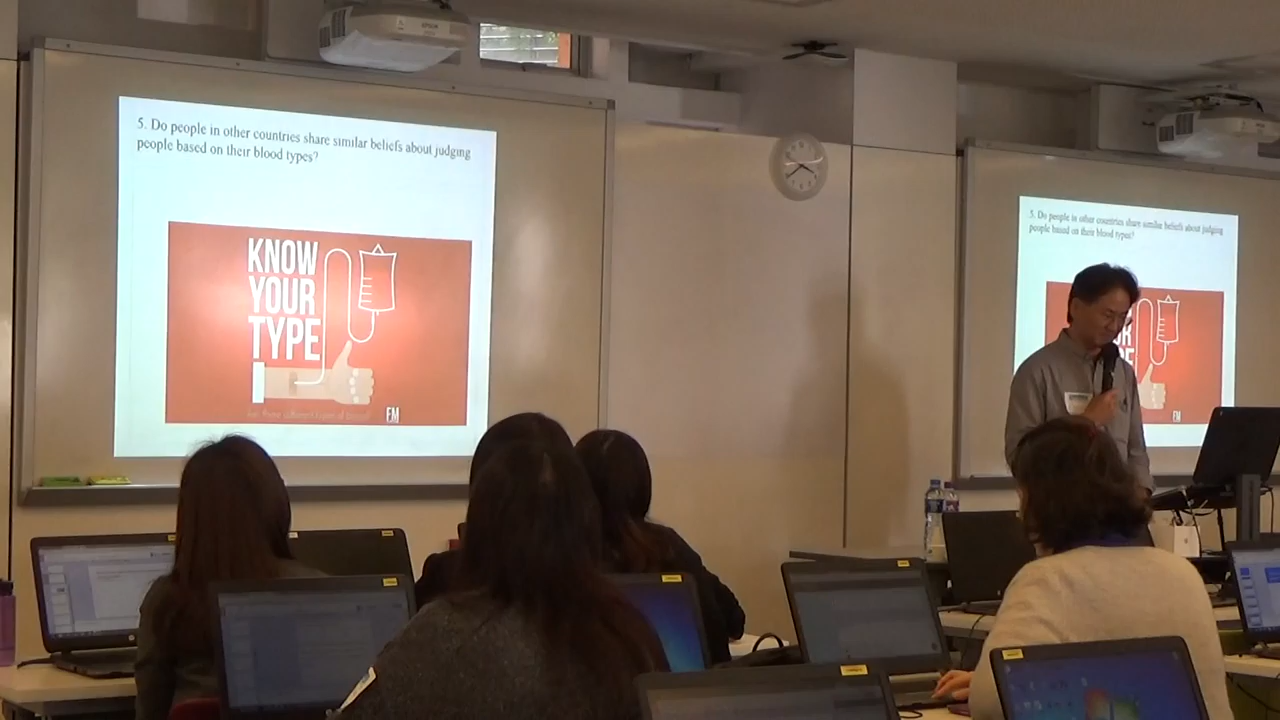 5. Do people in other countries share similar beliefs about judging
people based on their blood types?
KNOW
YOUR
TYPE
FM
5. Do people in other countries share similar beliefs about judging
people based on their blood types?
EPSON